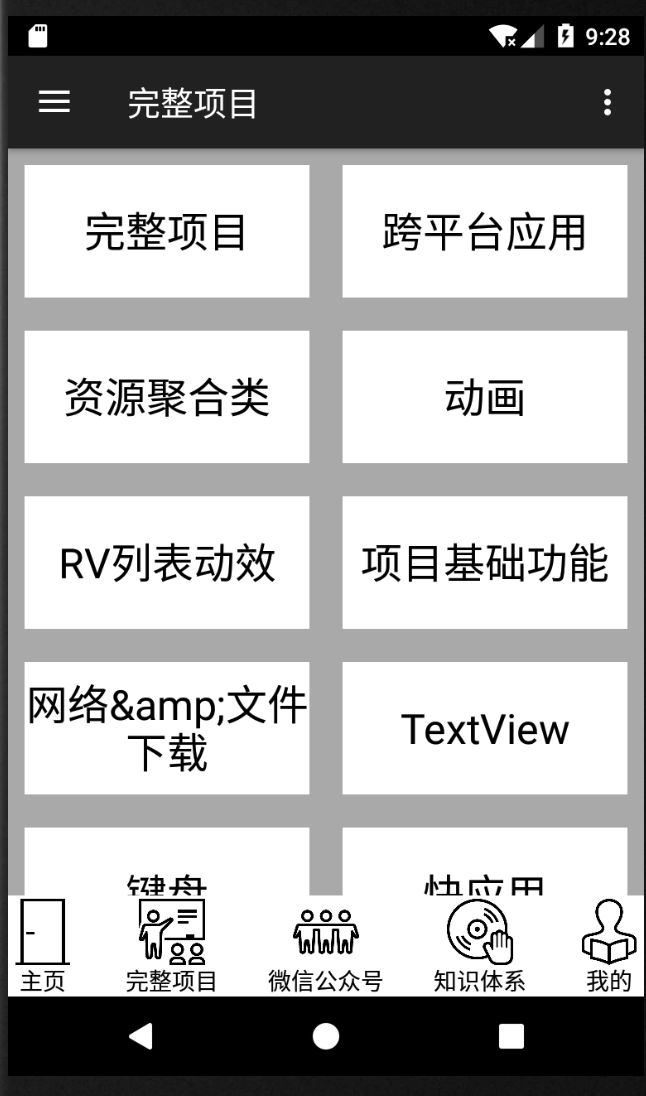 9:28
完整项目
完整项目
跨平台应用
资源聚合类
动画
RV列表动效
项目基础功能
网络&amp;文件
下载
TextView
键盘
快应用
主页
完整项目
微信公众号
知识体系
我的